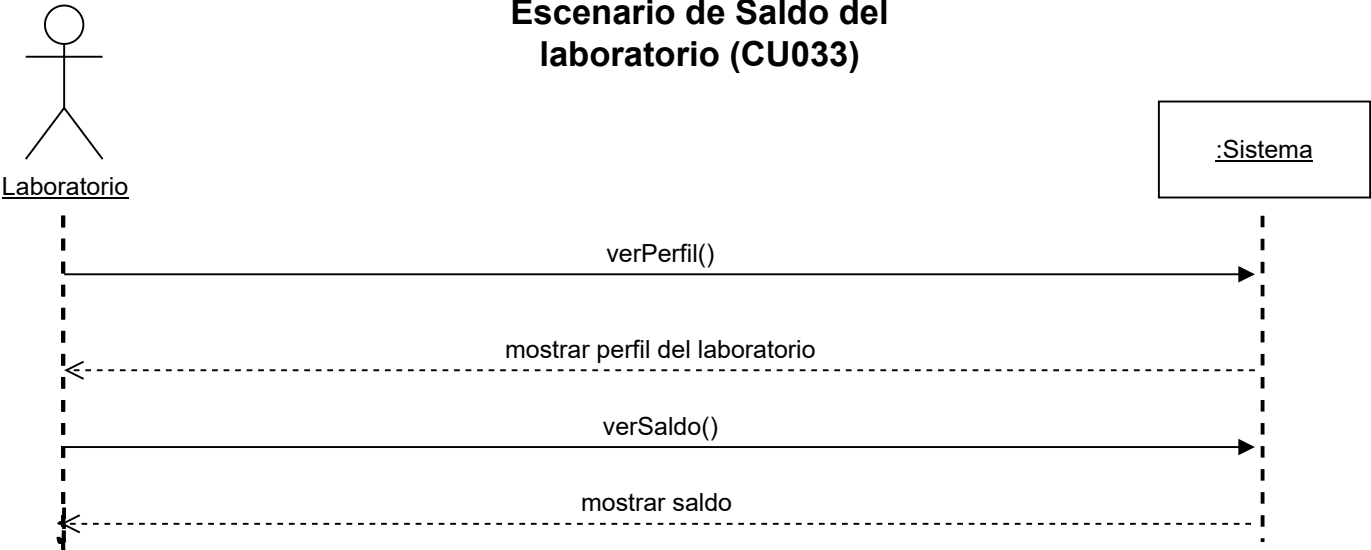 Escenario de Saldo del
laboratorio (CU033)
:Sistema
Laboratorio
verPerfil()
mostrar perfil del laboratorio
verSaldo()
mostrar saldo